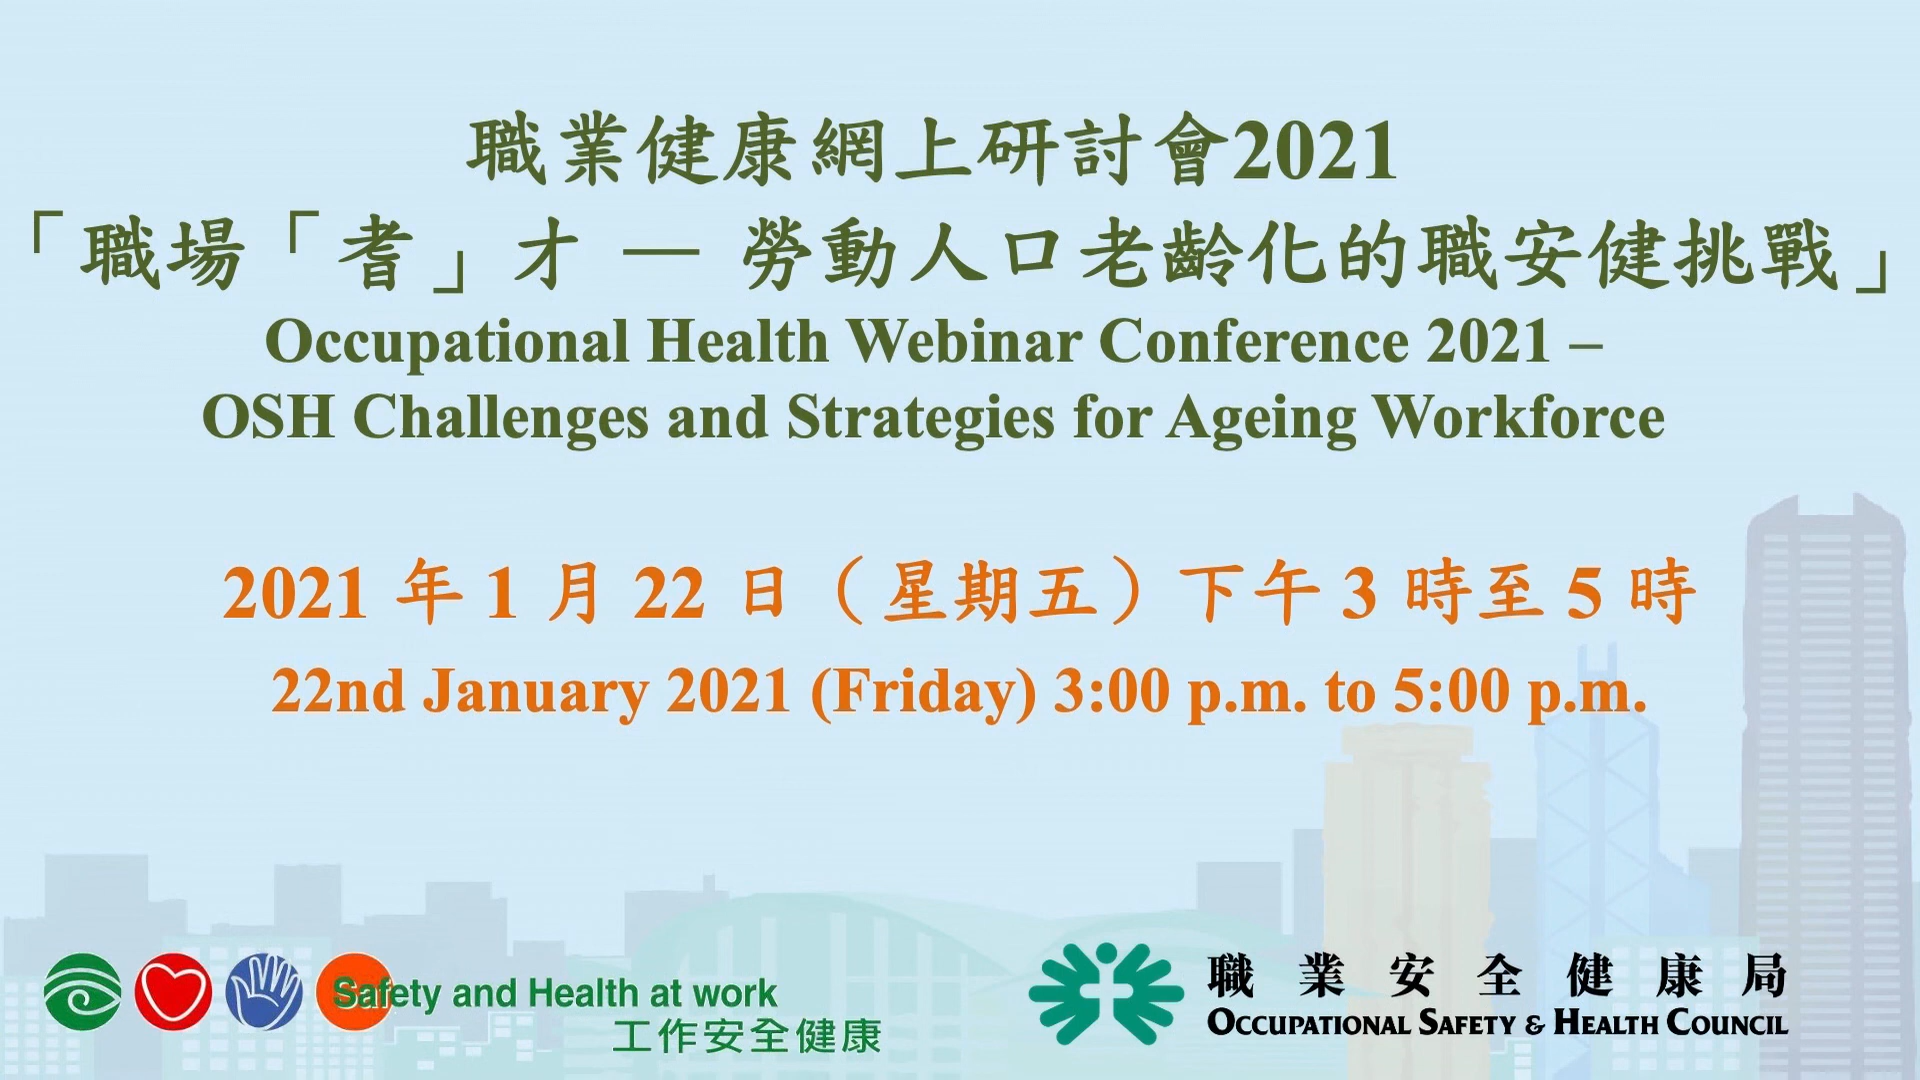 職業健康網上研討會2021
「職場「耆」才 — 勞動人口老齡化的職安健挑戰」
Occupational Health Webinar Conference 2021 –
OSH Challenges and Strategies for Ageing Workforce
2021 年 1 月 22 日（星期五）下午 3 時至 5 時
22nd January 2021 (Friday) 3:00 p.m. to 5:00 p.m.
Safety and Health at work
工作安全健康
職業安全健康局
OCCUPATIONAL SAFETY & HEALTH COUNCIL